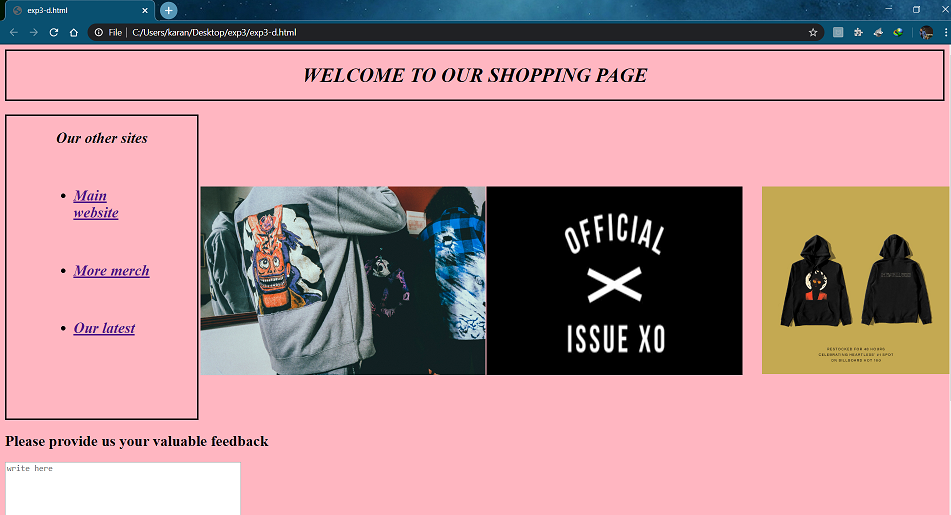 exp3-d.html
File | C:/Users/karan/Desktop/exp3/exp3-d.html
WELCOME TO OUR SHOPPING PAGE
Our other sites
Main
website
More merch
Our latest
OFFICIAL
X
ISSUE XO
RESTOCKED FOR 48 HOURS
CELEBRATING HEARTLESS' #1 SPOT
ON BILLBOARD HOT 100
Please provide us your valuable feedback
write here